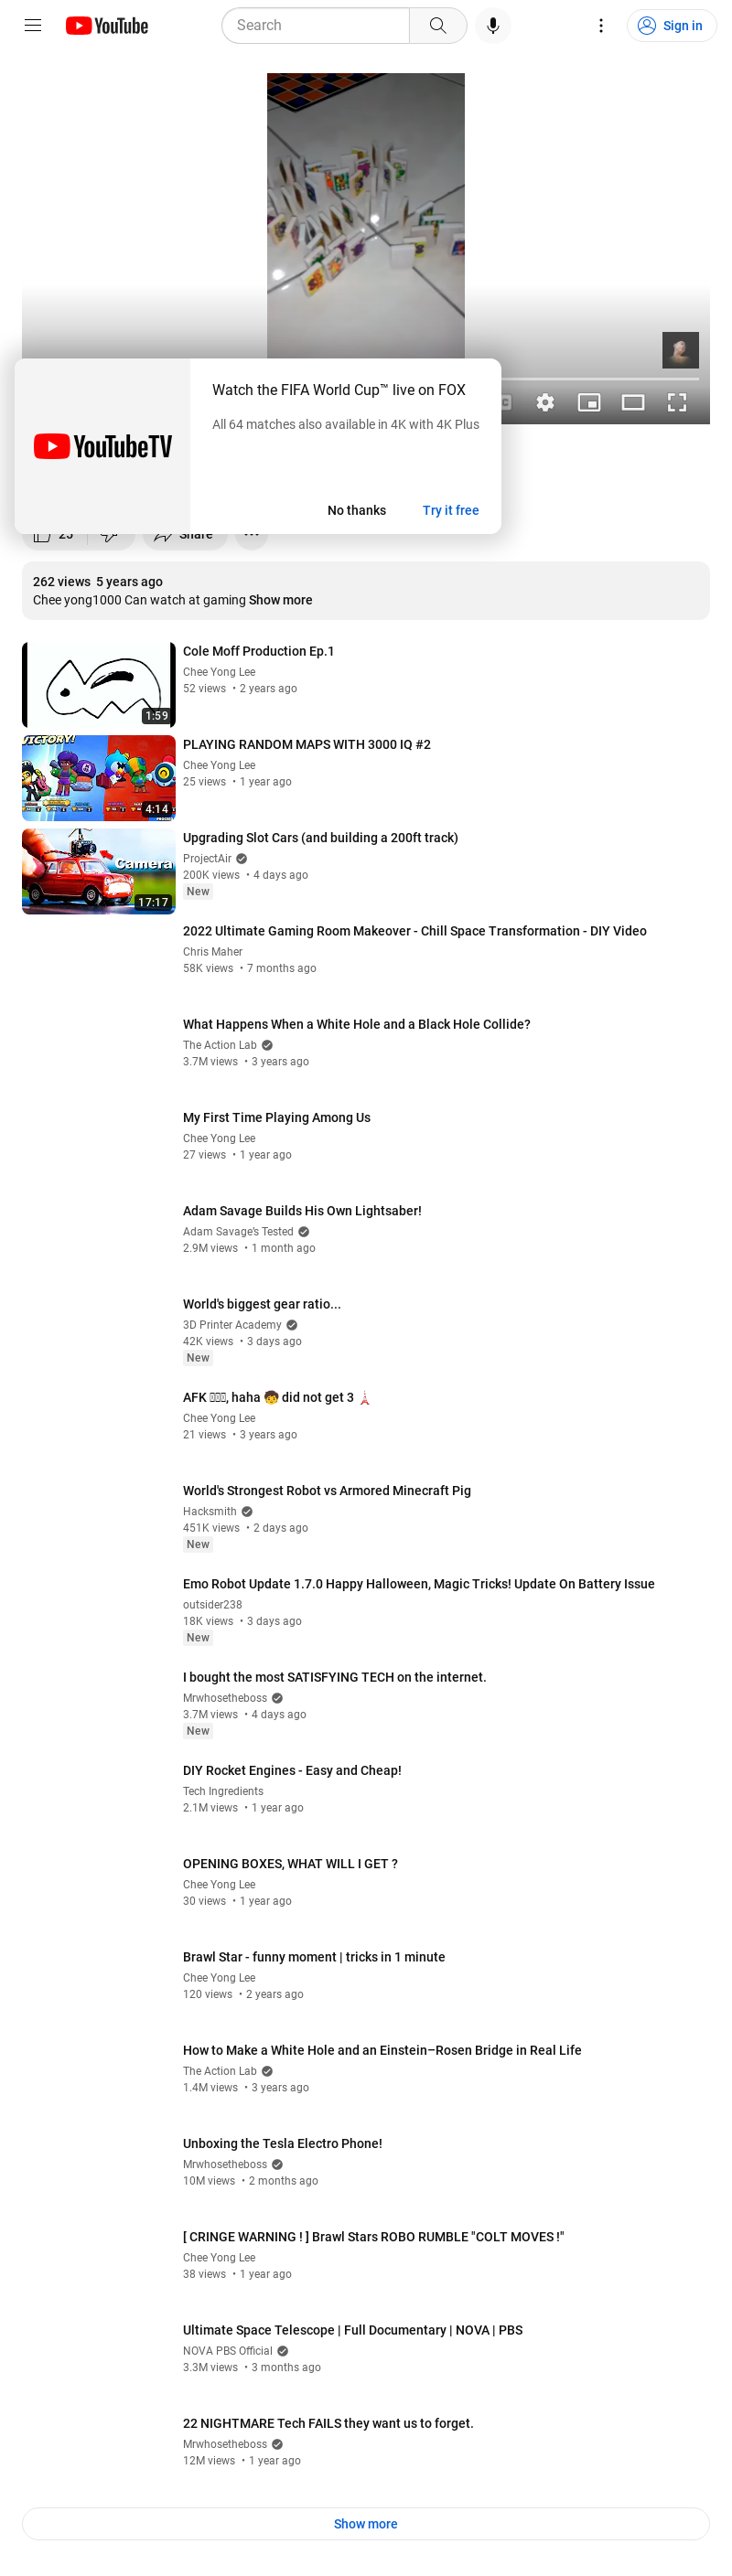 YouTube
Search
Sign in
Watch the FIFA World Cup™ live on FOX
All 64 matches also available in 4K with 4K Plus
YouTubeTV
No thanks
Try it free
25
Share
262 views 5 years ago
Chee yong1000 Can watch at gaming Show more
Cole Moff Production Ep.1
Chee Yong Lee
52 views • 2 years ago
1:59
VICTORY!
PLAYING RANDOM MAPS WITH 3000 IQ #2
Chee Yong Lee
25 views • 1 year ago
4:14
Upgrading Slot Cars (and building a 200ft track)
ProjectAir
Camera
200K views • 4 days ago
New
17:17
2022 Ultimate Gaming Room Makeover - Chill Space Transformation - DIY Video
Chris Maher
58K views • 7 months ago
What Happens When a White Hole and a Black Hole Collide?
The Action Lab
3.7M views • 3 years ago
My First Time Playing Among Us
Chee Yong Lee
27 views • 1 year ago
Adam Savage Builds His Own Lightsaber!
Adam Savage's Tested
2.9M views • 1 month ago
World's biggest gear ratio...
3D Printer Academy
42K views • 3 days ago
New
AFK , haha 🧒 did not get 3 🗼
Chee Yong Lee
21 views • 3 years ago
World's Strongest Robot vs Armored Minecraft Pig
Hacksmith
451K views • 2 days ago
New
Emo Robot Update 1.7.0 Happy Halloween, Magic Tricks! Update On Battery Issue
outsider238
18K views • 3 days ago
New
I bought the most SATISFYING TECH on the internet.
Mrwhosetheboss
3.7M views • 4 days ago
New
DIY Rocket Engines - Easy and Cheap!
Tech Ingredients
2.1M views • 1 year ago
OPENING BOXES, WHAT WILL I GET ?
Chee Yong Lee
30 views • 1 year ago
Brawl Star - funny moment | tricks in 1 minute
Chee Yong Lee
120 views • 2 years ago
How to Make a White Hole and an Einstein–Rosen Bridge in Real Life
The Action Lab
1.4M views • 3 years ago
Unboxing the Tesla Electro Phone!
Mrwhosetheboss
10M views • 2 months ago
[ CRINGE WARNING ! ] Brawl Stars ROBO RUMBLE "COLT MOVES !"
Chee Yong Lee
38 views • 1 year ago
Ultimate Space Telescope | Full Documentary | NOVA | PBS
NOVA PBS Official
3.3M views • 3 months ago
22 NIGHTMARE Tech FAILS they want us to forget.
Mrwhosetheboss
12M views • 1 year ago
Show more